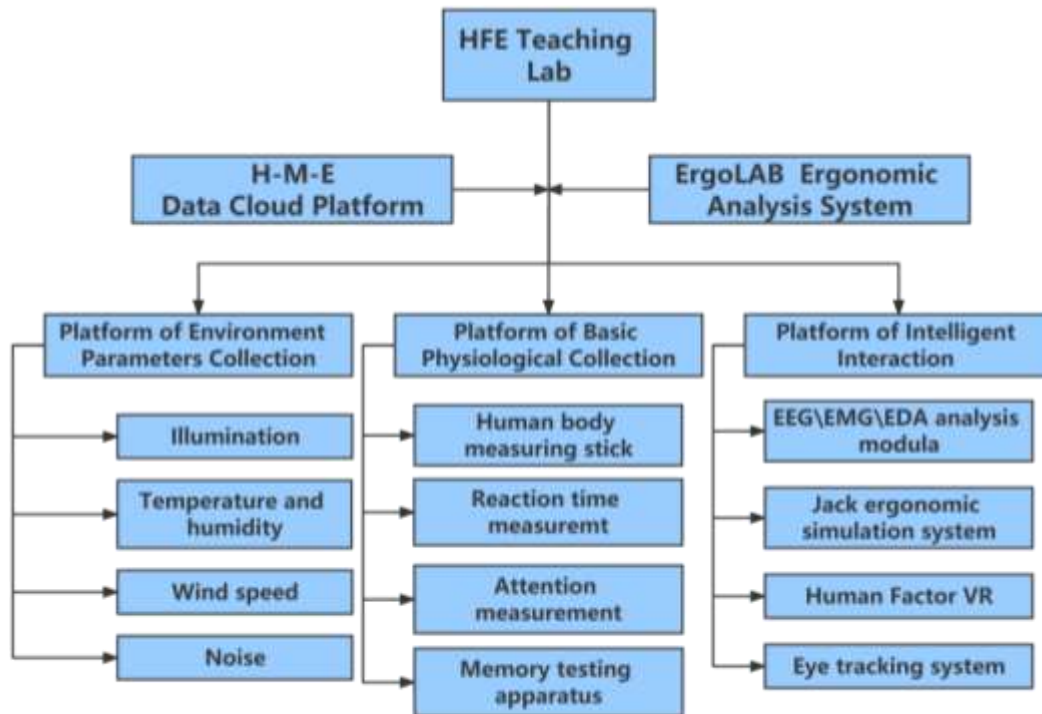 HFE Teaching
Lab
H-M-E
Data Cloud Platform
ErgoLAB Ergonomic
Analysis System
Platform of Environment
Parameters Collection
Platform of Basic
Physiological Collection
Platform of Intelligent
Interaction
Illumination
Temperature and
humidity
Wind speed
Noise
Human body
measuring stick
Reaction time
measuremt
Attention
measurement
Memory testing
apparatus
EEG\EMG\EDA analysis
modula
Jack ergonomic
simulation system
Human Factor VR
Eye tracking system